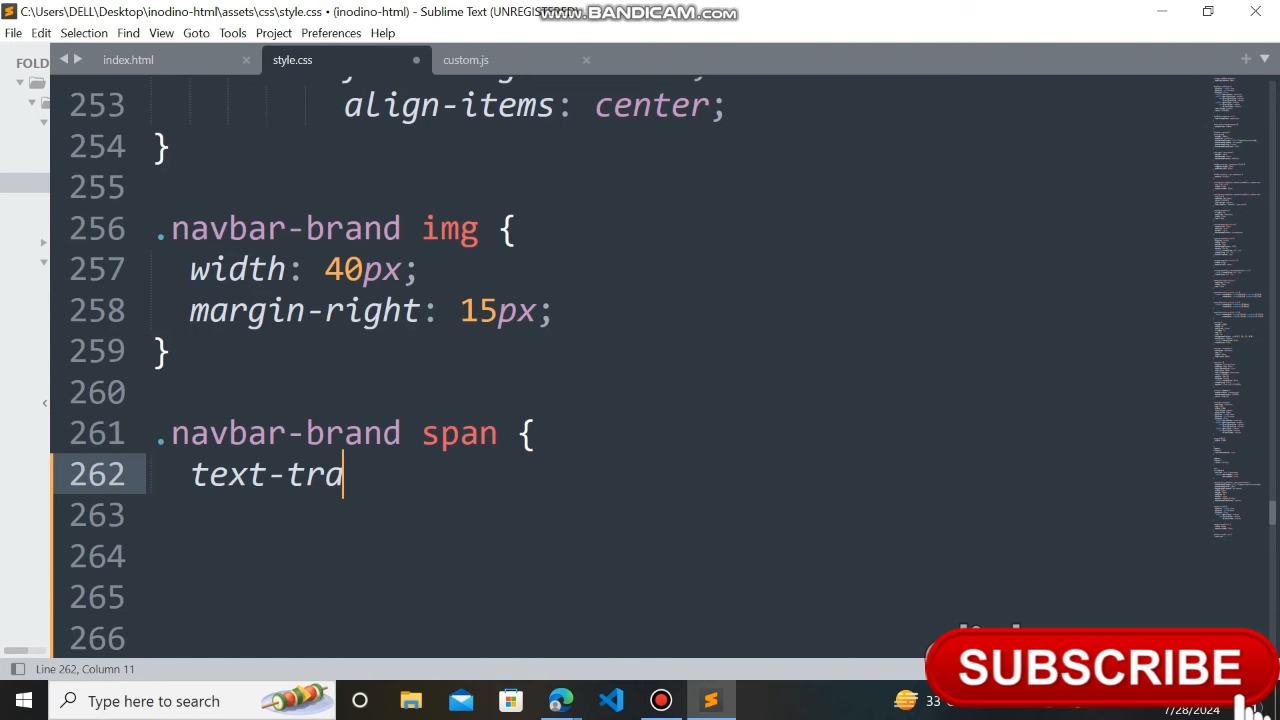 C:\Users\DELL\Desktop\inodino-html\assets\css\style.css • (inodino-html) - Sublime Text (UNREGISTERED)
www.BANDICAM.com
File Edit Selection Find View Goto Tools Project Preferences Help
FOLD
index.html
style.css
custom.js
253 align-itens: center;
254 }
255
256 .navbar-brand img {
257 width: 40px;
258 margin-right: 15px;
259 }
260
261 .navbar-brand span {
262 text-tra
263
264
265
266
Line 262, Column 11
SUBSCRIBE
Type here to search
33
7/28/2024